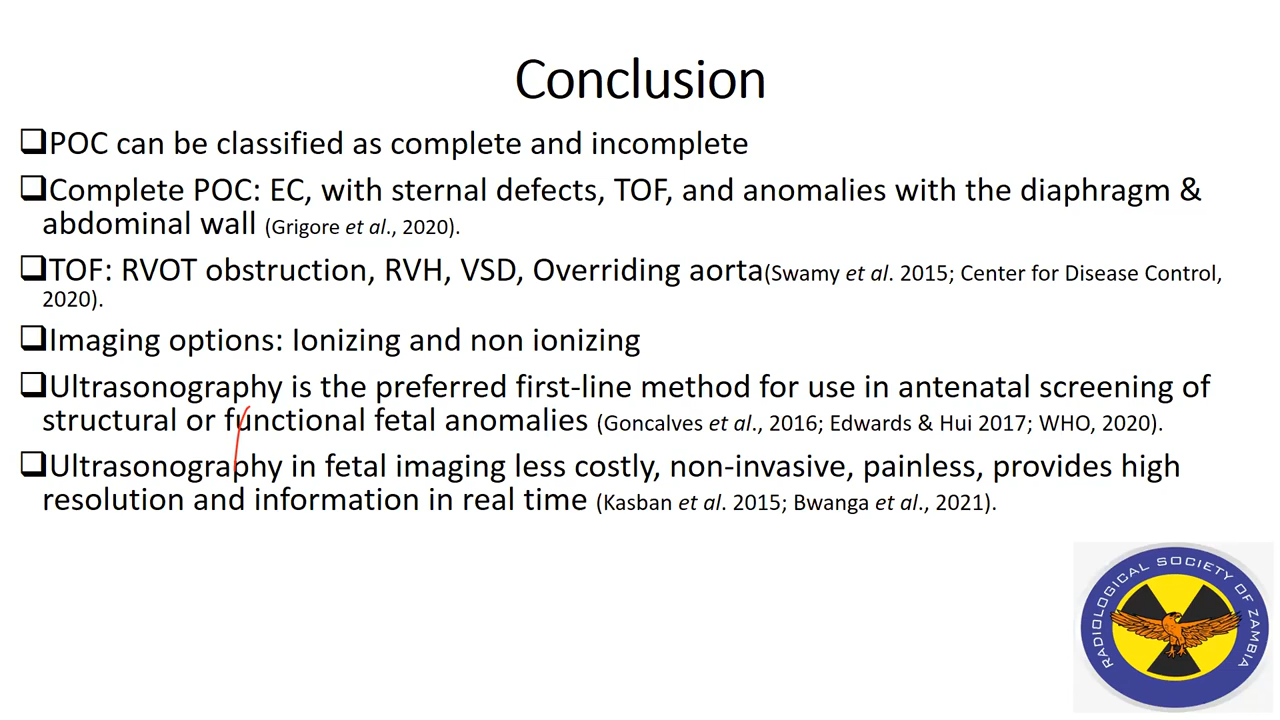 Conclusion
❑POC can be classified as complete and incomplete
❑Complete POC: EC, with sternal defects, TOF, and anomalies with the diaphragm &
abdominal wall (Grigore et al., 2020).
❑TOF: RVOT obstruction, RVH, VSD, Overriding aorta(Swamy et al. 2015; Center for Disease Control,
2020).
❑Imaging options: Ionizing and non ionizing
❑Ultrasonography is the preferred first-line method for use in antenatal screening of
structural or functional fetal anomalies (Goncalves et al., 2016; Edwards & Hui 2017; WHO, 2020).
❑Ultrasonography in fetal imaging less costly, non-invasive, painless, provides high
resolution and information in real time (Kasban et al. 2015; Bwanga et al., 2021).
RADIOLOGICAL SOCIETY OF ZAMBIA